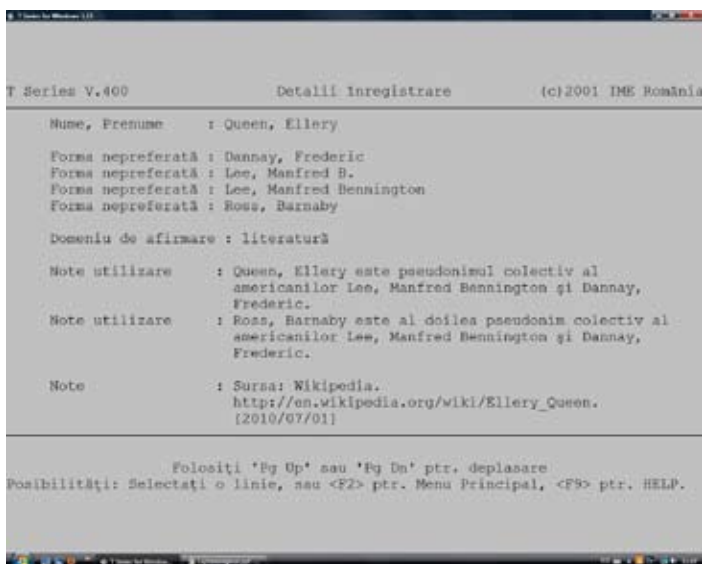 T Series for Windows
T Series V.400 Detalii înregistrare (c)2001 IME România
Nume, Prenume : Queen, Ellery
Forma nepreferată : Dannay, Frederic
Forma nepreferată : Lee, Manfred B.
Forma nepreferată : Lee, Manfred Bennington
Forma nepreferată : Ross, Barnaby
Domeniu de afirmare : literatură
Note utilizare : Queen, Ellery este pseudonimul colectiv al
americanilor Lee, Manfred Bennington şi Dannay,
Frederic.
Note utilizare : Ross, Barnaby este al doilea pseudonim colectiv al
americanilor Lee, Manfred Bennington şi Dannay,
Frederic.
Note : Sursa: Wikipedia.
http://en.wikipedia.org/wiki/Ellery_Queen.
[2010/07/01]
Folosiţi 'Pg Up' sau 'Pg Dn' ptr. deplasare
Posibilităţi: Selectaţi o linie, sau <F2> ptr. Menu Principal, <F9> ptr. HELP.